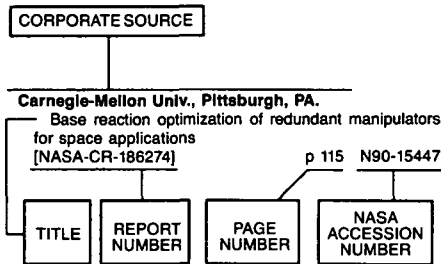 CORPORATE SOURCE
Carnegie-Mellon Univ., Pittsburgh, PA.
Base reaction optimization of redundant manipulators
for space applications
[NASA-CR-186274] p 115 N90-15447
TITLE
REPORT
NUMBER
PAGE
NUMBER
NASA
ACCESSION
NUMBER